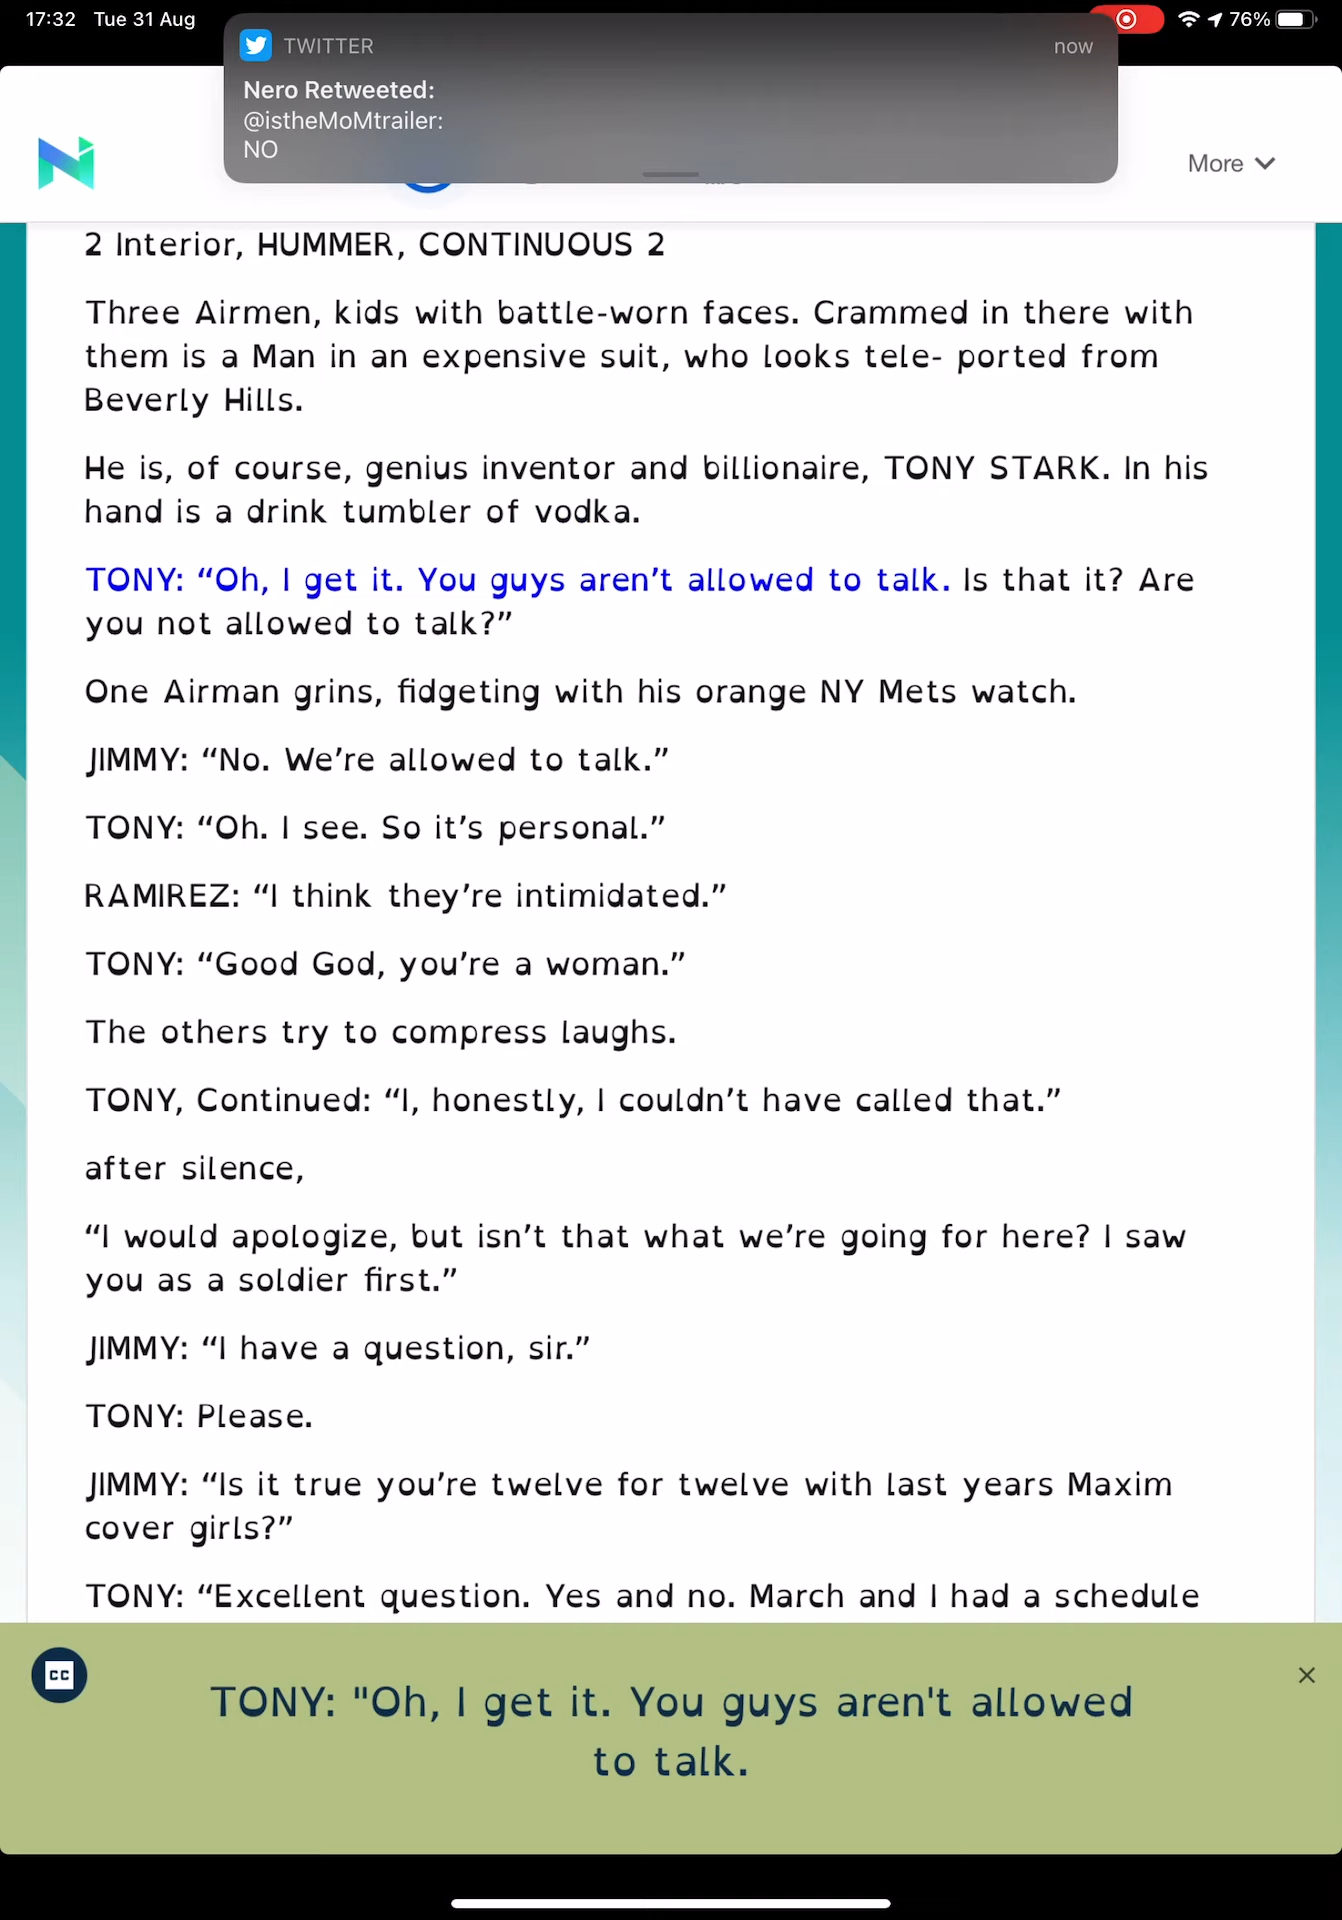 17:32 Tue 31 Aug
76%
TWITTER
now
Nero Retweeted:
@istheMoMtrailer:
NO
More
2 Interior, HUMMER, CONTINUOUS 2
Three Airmen, kids with battle-worn faces. Crammed in there with
them is a Man in an expensive suit, who looks tele- ported from
Beverly Hills.
He is, of course, genius inventor and billionaire, TONY STARK. In his
hand is a drink tumbler of vodka.
TONY: “Oh, I get it. You guys aren’t allowed to talk. Is that it? Are
you not allowed to talk?”
One Airman grins, fidgeting with his orange NY Mets watch.
JIMMY: “No. We’re allowed to talk.”
TONY: “Oh. I see. So it’s personal.”
RAMIREZ: “I think they’re intimidated.”
TONY: “Good God, you’re a woman.”
The others try to compress laughs.
TONY, Continued: “I, honestly, I couldn’t have called that.”
after silence,
“I would apologize, but isn’t that what we’re going for here? I saw
you as a soldier first.”
JIMMY: “I have a question, sir.”
TONY: Please.
JIMMY: “Is it true you’re twelve for twelve with last years Maxim
cover girls?”
TONY: “Excellent question. Yes and no. March and I had a schedule
CC
TONY: "Oh, I get it. You guys aren't allowed
to talk.